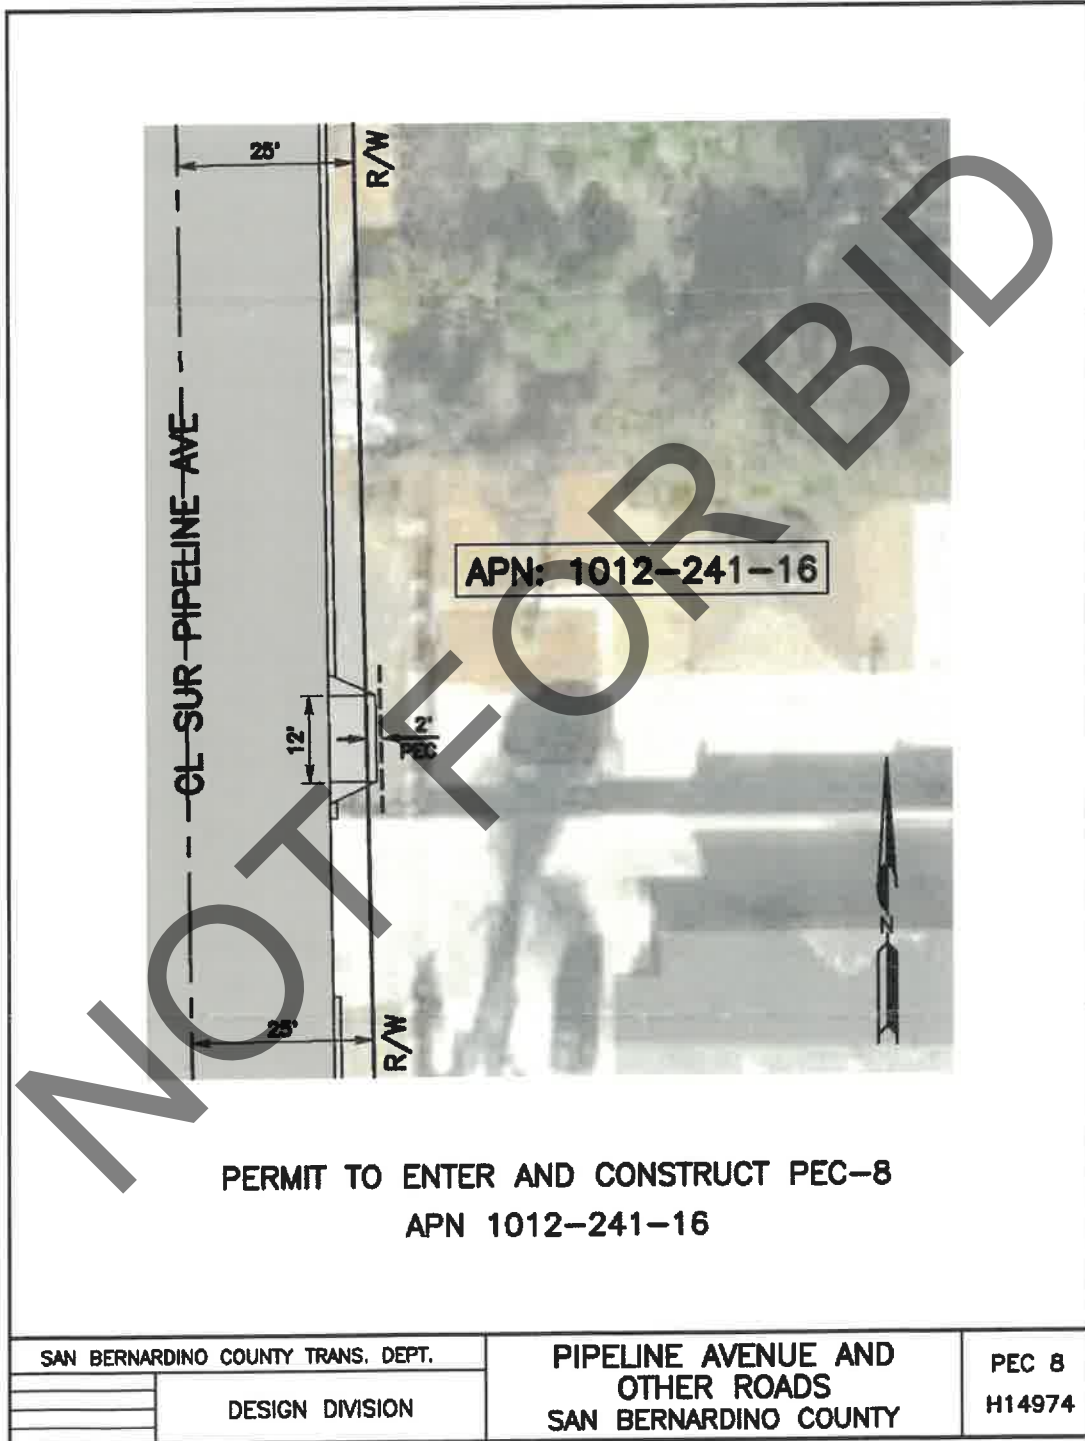 25'
R/W
CL SUR PIPELINE AVE
APN: 1012-241-16
12'
2'
PEC
N
25'
R/W
NOT FOR BID
PERMIT TO ENTER AND CONSTRUCT PEC-8
APN 1012-241-16
SAN BERNARDINO COUNTY TRANS. DEPT.
DESIGN DIVISION
PIPELINE AVENUE AND
OTHER ROADS
SAN BERNARDINO COUNTY
PEC 8
H14974